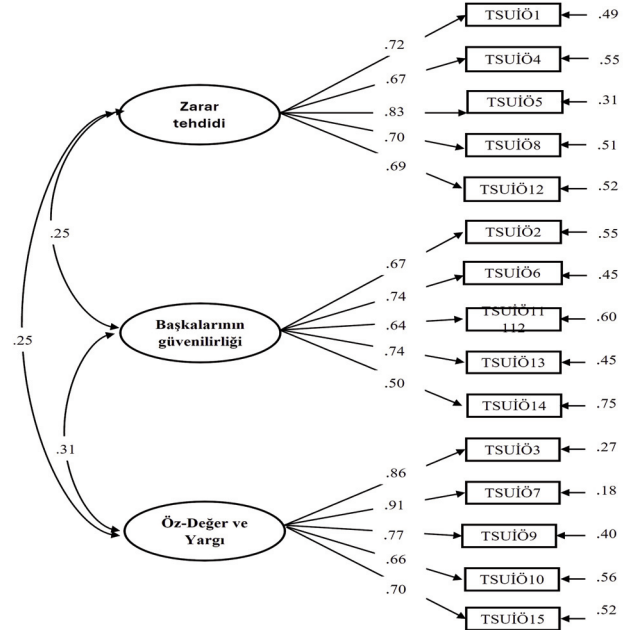 TSUİÖ1
.49
.72
TSUİÖ4
.55
.67
Zarar
tehdidi
.83
TSUİÖ5
.31
.70
TSUİÖ8
.51
.69
TSUİÖ12
.52
.25
TSUİÖ2
.55
.67
TSUİÖ6
.45
.74
Başkalarının
güvenilirliği
.64
TSUİÖ11
112
.60
.25
.74
TSUİÖ13
.45
.50
TSUİÖ14
.75
.31
TSUİÖ3
.27
.86
TSUİÖ7
.18
.91
Öz-Değer ve
Yargı
.77
TSUİÖ9
.40
.66
TSUİÖ10
.56
.70
TSUİÖ15
.52